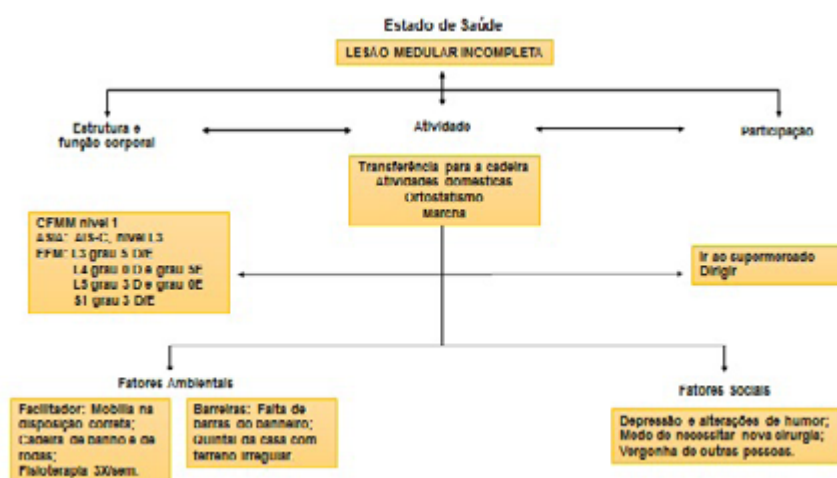 Estado de Saúde
LESÃO MEDULAR INCOMPLETA
Estrutura e
função corporal
Atividade
Participação
Transferência para a cadeira
Atividades domésticas
Ortostatismo
Marcha
CFMM nível 1
ASIA: AIS-C, nível L3
EFM: L3 grau 5 D/E
L4 grau 0 D e grau 5E
L5 grau 3 D e grau 0E
S1 grau 3 D/E
Ir ao supermercado
Dirigir
Fatores Ambientais
Fatores Sociais
Facilitador: Mobília na
disposição correta;
Cadeira de banho e de
rodas;
Fisioterapia 3X/sem.
Barreiras: Falta de
barras do banheiro;
Quintal da casa com
terreno irregular.
Depressão e alterações de humor;
Medo de necessitar nova cirurgia;
Vergonha de outras pessoas.